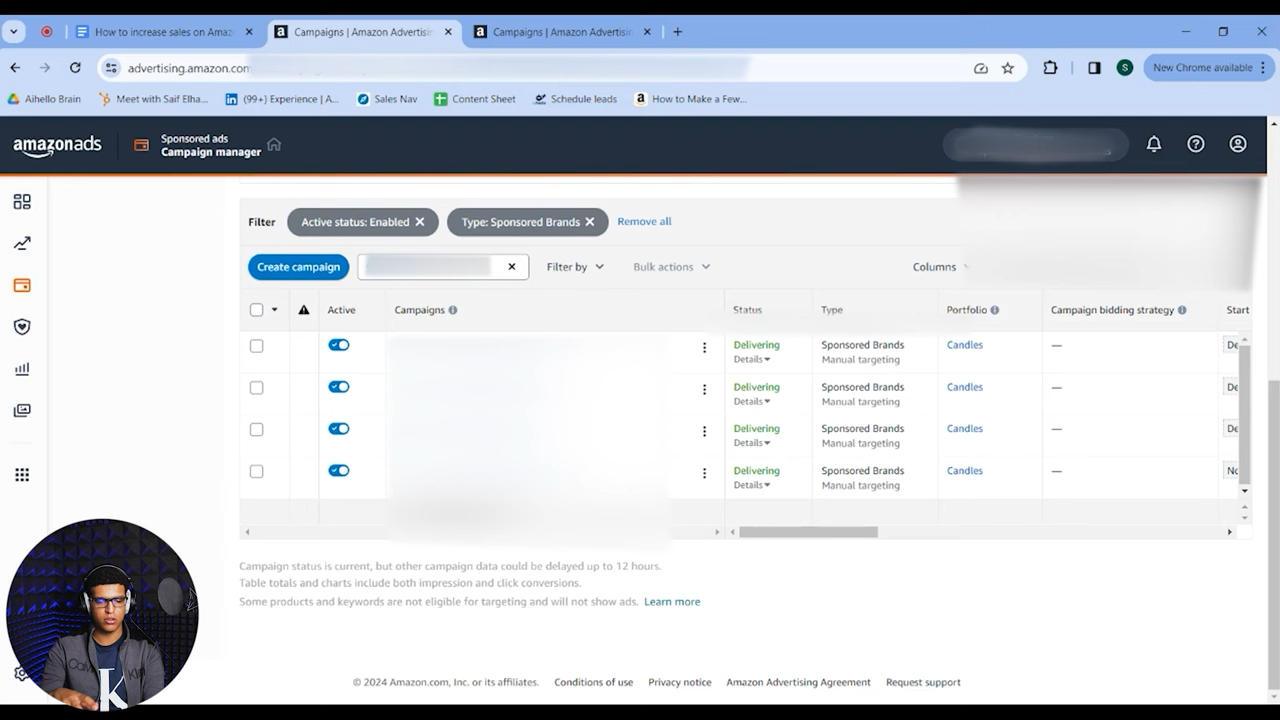 How to increase sales on Amaz
Campaigns | Amazon Advertisin
Campaigns | Amazon Advertisin
advertising.amazon.com
S
New Chrome available
Aihello Brain
Meet with Saif Elha...
(99+) Experience | A...
Sales Nav
Content Sheet
Schedule leads
How to Make a Few...
amazonads
Sponsored ads
Campaign manager
Filter
Active status: Enabled
Type: Sponsored Brands
Remove all
Create campaign
Filter by
Bulk actions
Columns
Active
Campaigns
Status
Type
Portfolio
Campaign bidding strategy
Start
Delivering
Details
Sponsored Brands
Manual targeting
Candles
—
De
Delivering
Details
Sponsored Brands
Manual targeting
Candles
—
De
Delivering
Details
Sponsored Brands
Manual targeting
Candles
—
De
Delivering
Details
Sponsored Brands
Manual targeting
Candles
—
No
Campaign status is current, but other campaign data could be delayed up to 12 hours.
Table totals and charts include both impression and click conversions.
Some products and keywords are not eligible for targeting and will not show ads. Learn more
© 2024 Amazon.com, Inc. or its affiliates.
Conditions of use
Privacy notice
Amazon Advertising Agreement
Request support